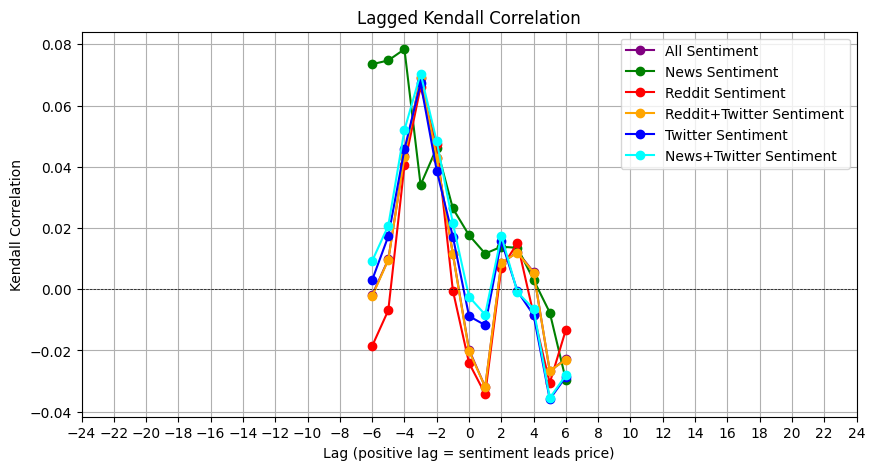 Lagged Kendall Correlation
All Sentiment
News Sentiment
Reddit Sentiment
Reddit+Twitter Sentiment
Twitter Sentiment
News+Twitter Sentiment
Kendall Correlation
0.08
0.06
0.04
0.02
0.00
−0.02
−0.04
−24 −22 −20 −18 −16 −14 −12 −10 −8 −6 −4 −2 0 2 4 6 8 10 12 14 16 18 20 22 24
Lag (positive lag = sentiment leads price)